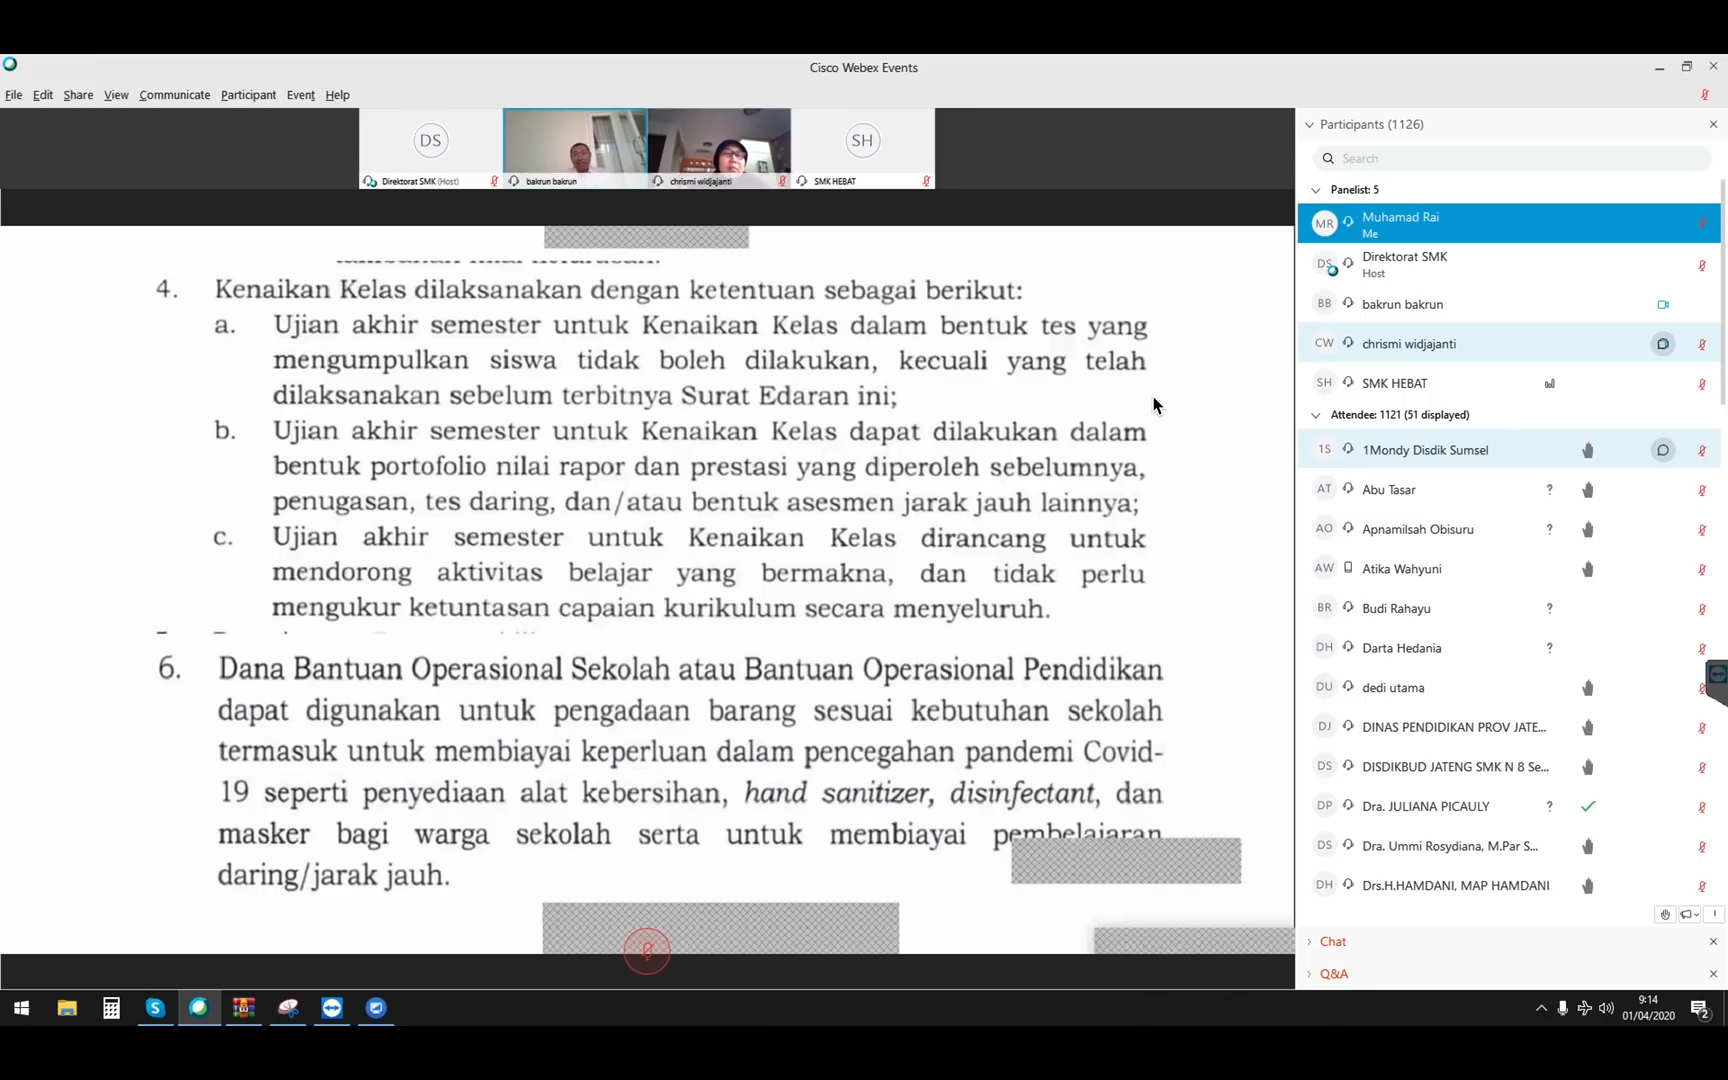 Cisco Webex Events
File Edit Share View Communicate Participant Event Help
DS
SH
Direktorat SMK (Host)
bakrun bakrun
chrismi widjajanti
SMK HEBAT
4. Kenaikan Kelas dilaksanakan dengan ketentuan sebagai berikut:
a. Ujian akhir semester untuk Kenaikan Kelas dalam bentuk tes yang
mengumpulkan siswa tidak boleh dilakukan, kecuali yang telah
dilaksanakan sebelum terbitnya Surat Edaran ini;
b. Ujian akhir semester untuk Kenaikan Kelas dapat dilakukan dalam
bentuk portofolio nilai rapor dan prestasi yang diperoleh sebelumnya,
penugasan, tes daring, dan/atau bentuk asesmen jarak jauh lainnya;
c. Ujian akhir semester untuk Kenaikan Kelas dirancang untuk
mendorong aktivitas belajar yang bermakna, dan tidak perlu
mengukur ketuntasan capaian kurikulum secara menyeluruh.
6. Dana Bantuan Operasional Sekolah atau Bantuan Operasional Pendidikan
dapat digunakan untuk pengadaan barang sesuai kebutuhan sekolah
termasuk untuk membiayai keperluan dalam pencegahan pandemi Covid-
19 seperti penyediaan alat kebersihan, hand sanitizer, disinfectant, dan
masker bagi warga sekolah serta untuk membiayai pembelajaran
daring/jarak jauh.
Participants (1126)
Search
Panelist: 5
MR Muhamad Rai
Me
DS Direktorat SMK
Host
BB bakrun bakrun
CW chrismi widjajanti
SH SMK HEBAT
Attendee: 1121 (51 displayed)
1S 1Mondy Disdik Sumsel
AT Abu Tasar ?
AO Apnamilsah Obisuru ?
AW Atika Wahyuni
BR Budi Rahayu ?
DH Darta Hedania ?
DU dedi utama
DJ DINAS PENDIDIKAN PROV JATE...
DS DISDIKBUD JATENG SMK N 8 Se...
DP Dra. JULIANA PICAULY ?
DS Dra. Ummi Rosydiana, M.Par S...
DH Drs.H.HAMDANI, MAP HAMDANI
Chat
Q&A
9:14
01/04/2020
2